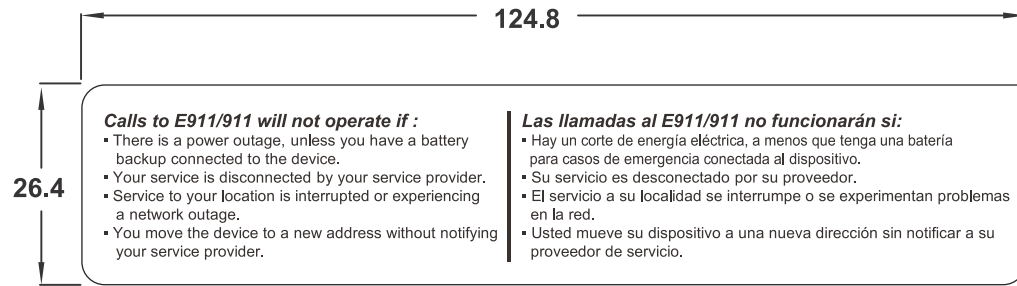 124.8
26.4
Calls to E911/911 will not operate if :
▪ There is a power outage, unless you have a battery
backup connected to the device.
▪ Your service is disconnected by your service provider.
▪ Service to your location is interrupted or experiencing
a network outage.
▪ You move the device to a new address without notifying
your service provider.
Las llamadas al E911/911 no funcionarán si:
▪ Hay un corte de energía eléctrica, a menos que tenga una batería
para casos de emergencia conectada al dispositivo.
▪ Su servicio es desconectado por su proveedor.
▪ El servicio a su localidad se interrumpe o se experimentan problemas
en la red.
▪ Usted mueve su dispositivo a una nueva dirección sin notificar a su
proveedor de servicio.